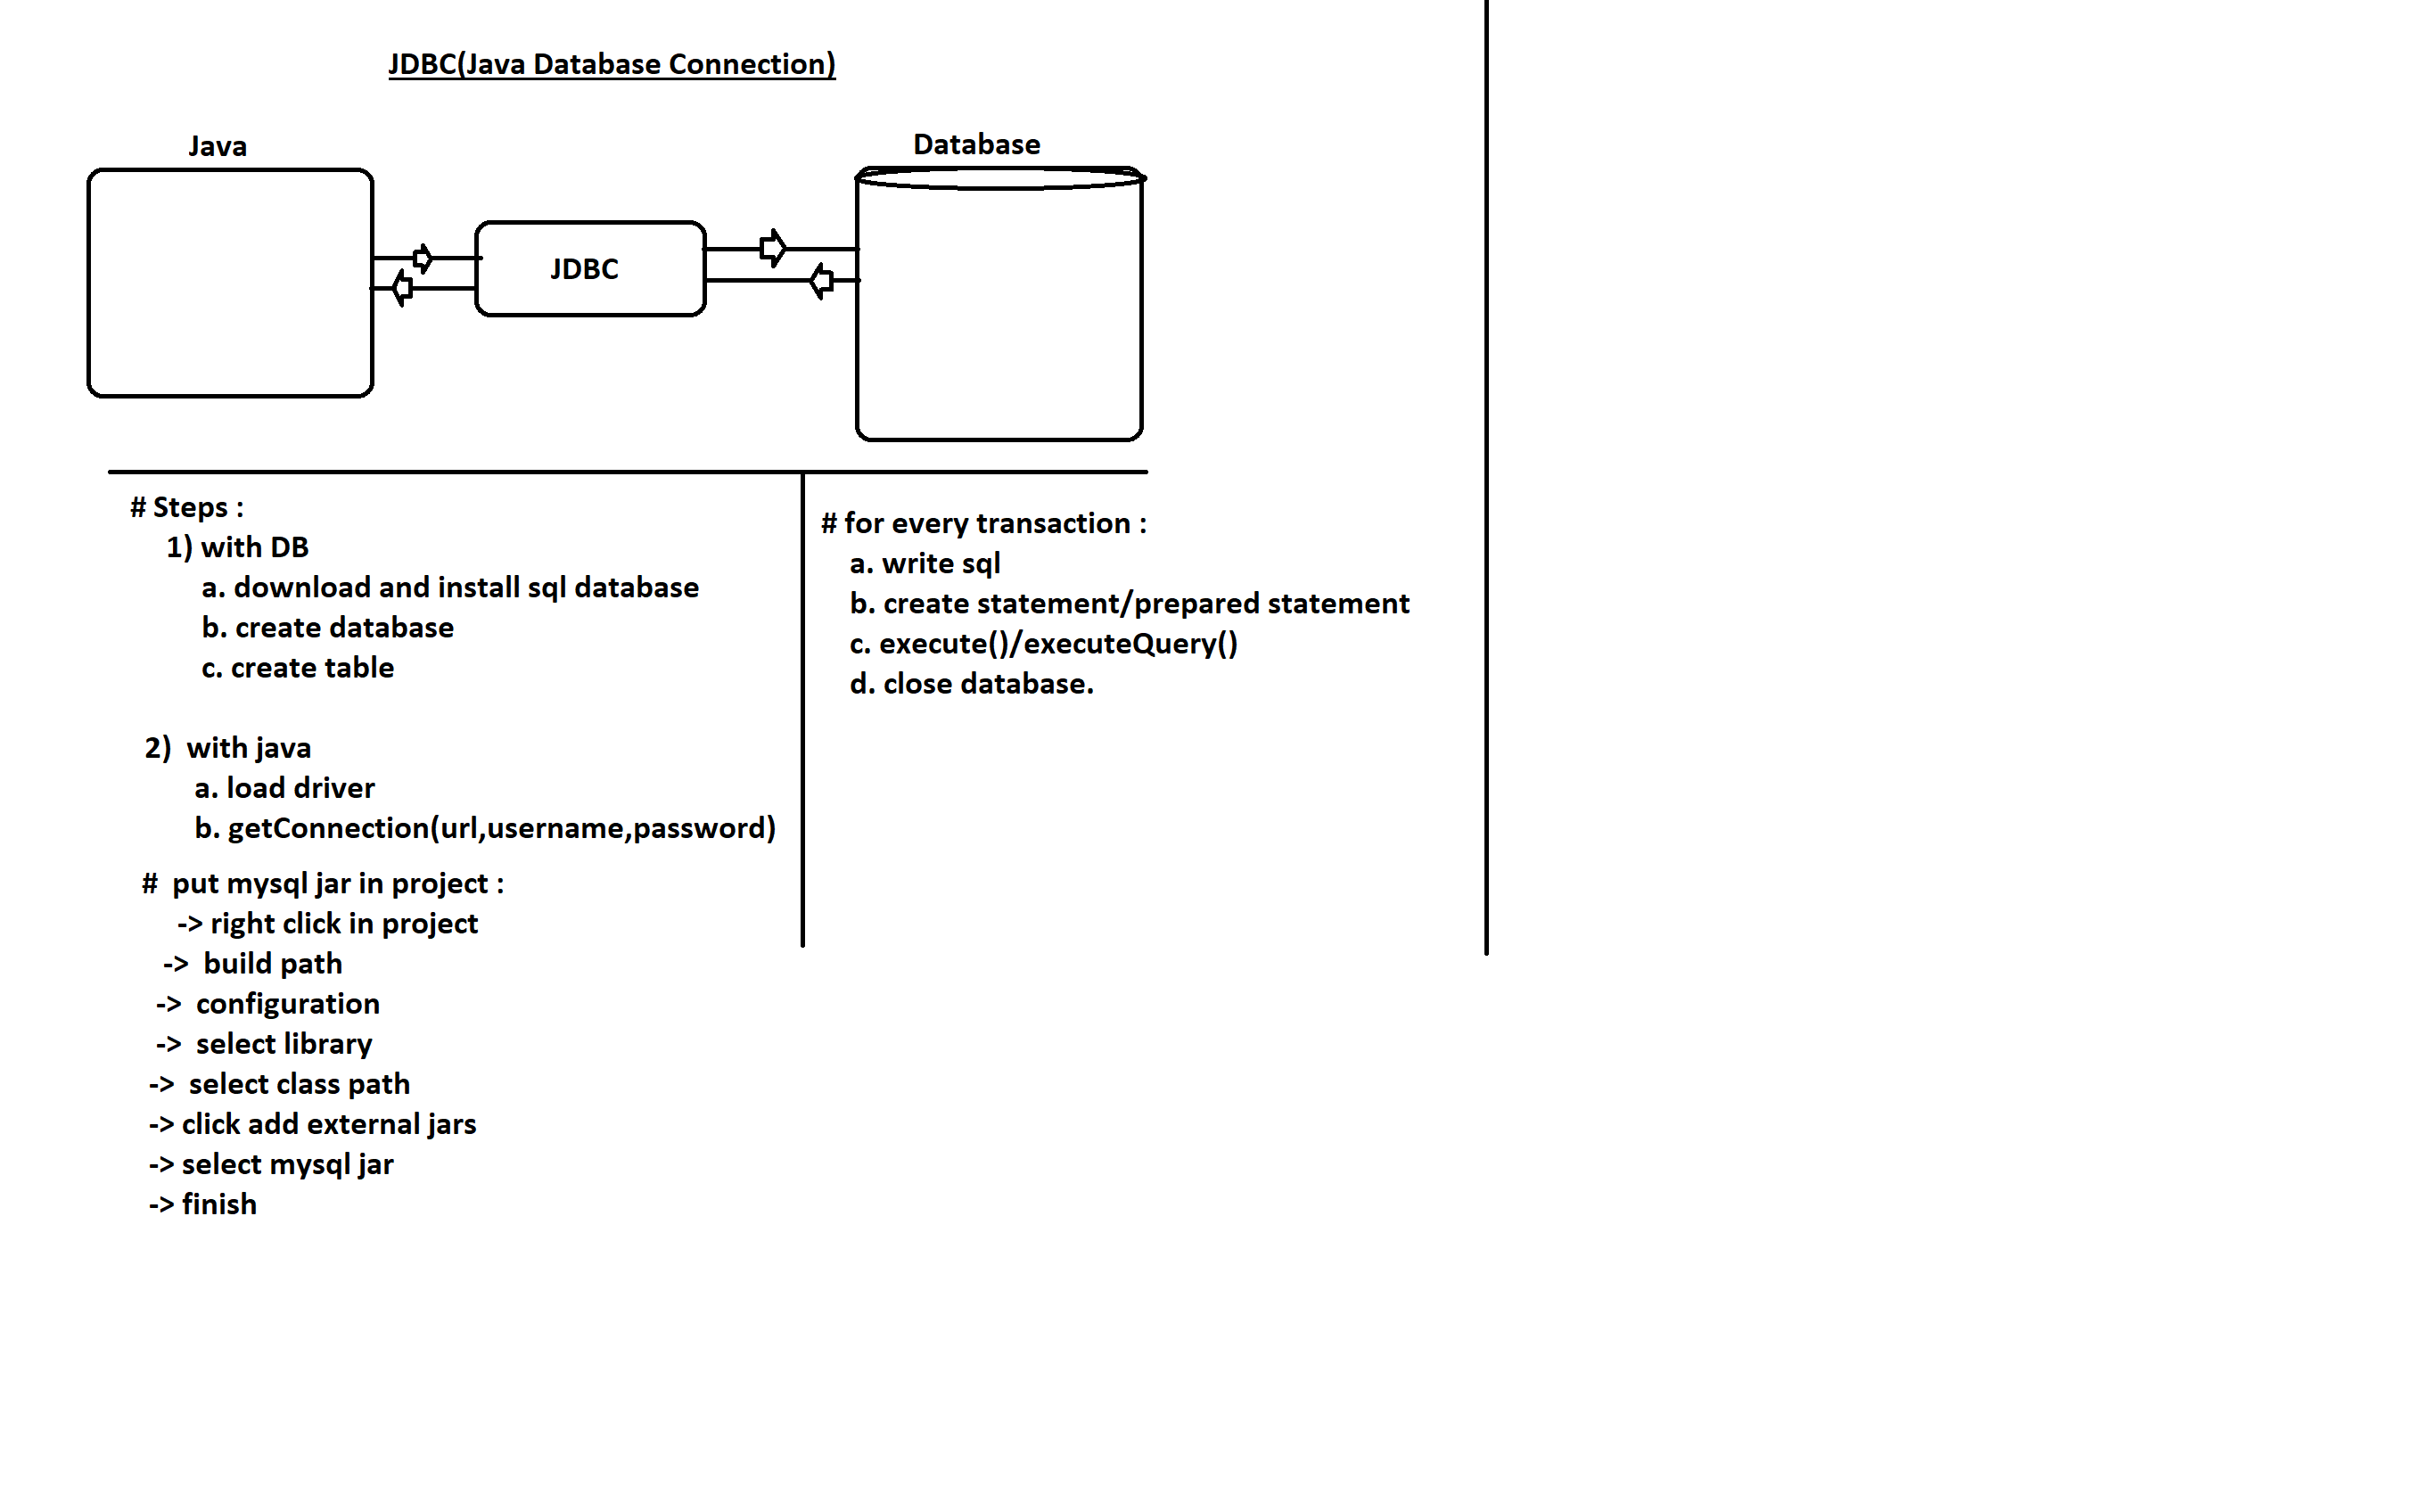 JDBC(Java Database Connection)
Java
Database
JDBC
# Steps :
1) with DB
a. download and install sql database
b. create database
c. create table
2) with java
a. load driver
b. getConnection(url,username,password)
# put mysql jar in project :
-> right click in project
-> build path
-> configuration
-> select library
-> select class path
-> click add external jars
-> select mysql jar
-> finish
# for every transaction :
a. write sql
b. create statement/prepared statement
c. execute()/executeQuery()
d. close database.